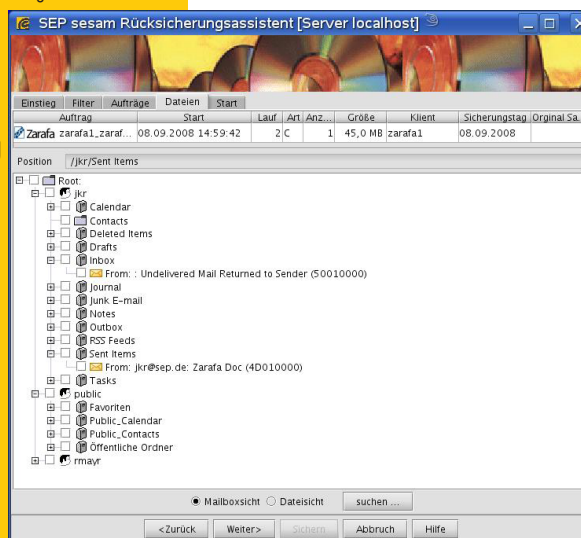 SEP sesam Rücksicherungsassistent [Server localhost]
Einstieg Filter Aufträge Dateien Start
Auftrag Start Lauf Art Anz... Größe Klient Sicherungstag Orginal Sa...
Zarafa zarafa1_zaraf... 08.09.2008 14:59:42 2 C 1 45,0 MB zarafa1 08.09.2008
Position /jkr/Sent Items
Root:
jkr
Calendar
Contacts
Deleted Items
Drafts
Inbox
From: : Undelivered Mail Returned to Sender (50010000)
Journal
Junk E-mail
Notes
Outbox
RSS Feeds
Sent Items
From: jkr@sep.de: Zarafa Doc (4D010000)
Tasks
public
Favoriten
Public_Calendar
Public_Contacts
Öffentliche Ordner
rmayr
Mailboxsicht Dateisicht suchen ...
<Zurück Weiter> Sichern Abbruch Hilfe